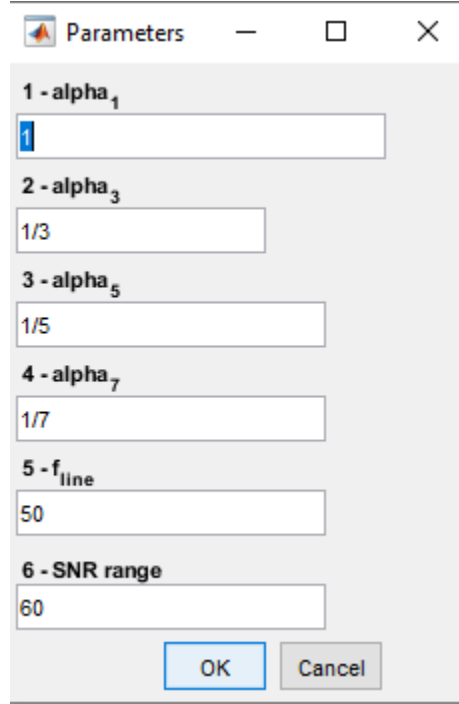 Parameters
1 - alpha₁
1
2 - alpha₃
1/3
3 - alpha₅
1/5
4 - alpha₇
1/7
5 - f_line
50
6 - SNR range
60
OK Cancel